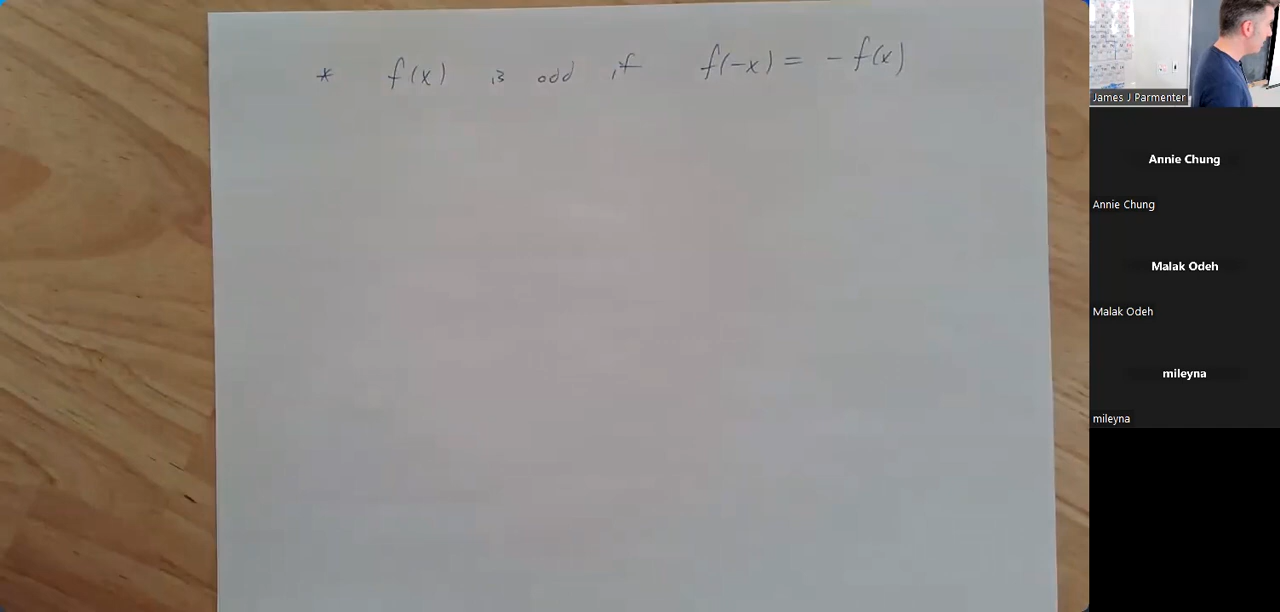 * f(x) is odd if f(-x) = - f(x)
James J Parmenter
Annie Chung
Annie Chung
Malak Odeh
Malak Odeh
mileyna
mileyna